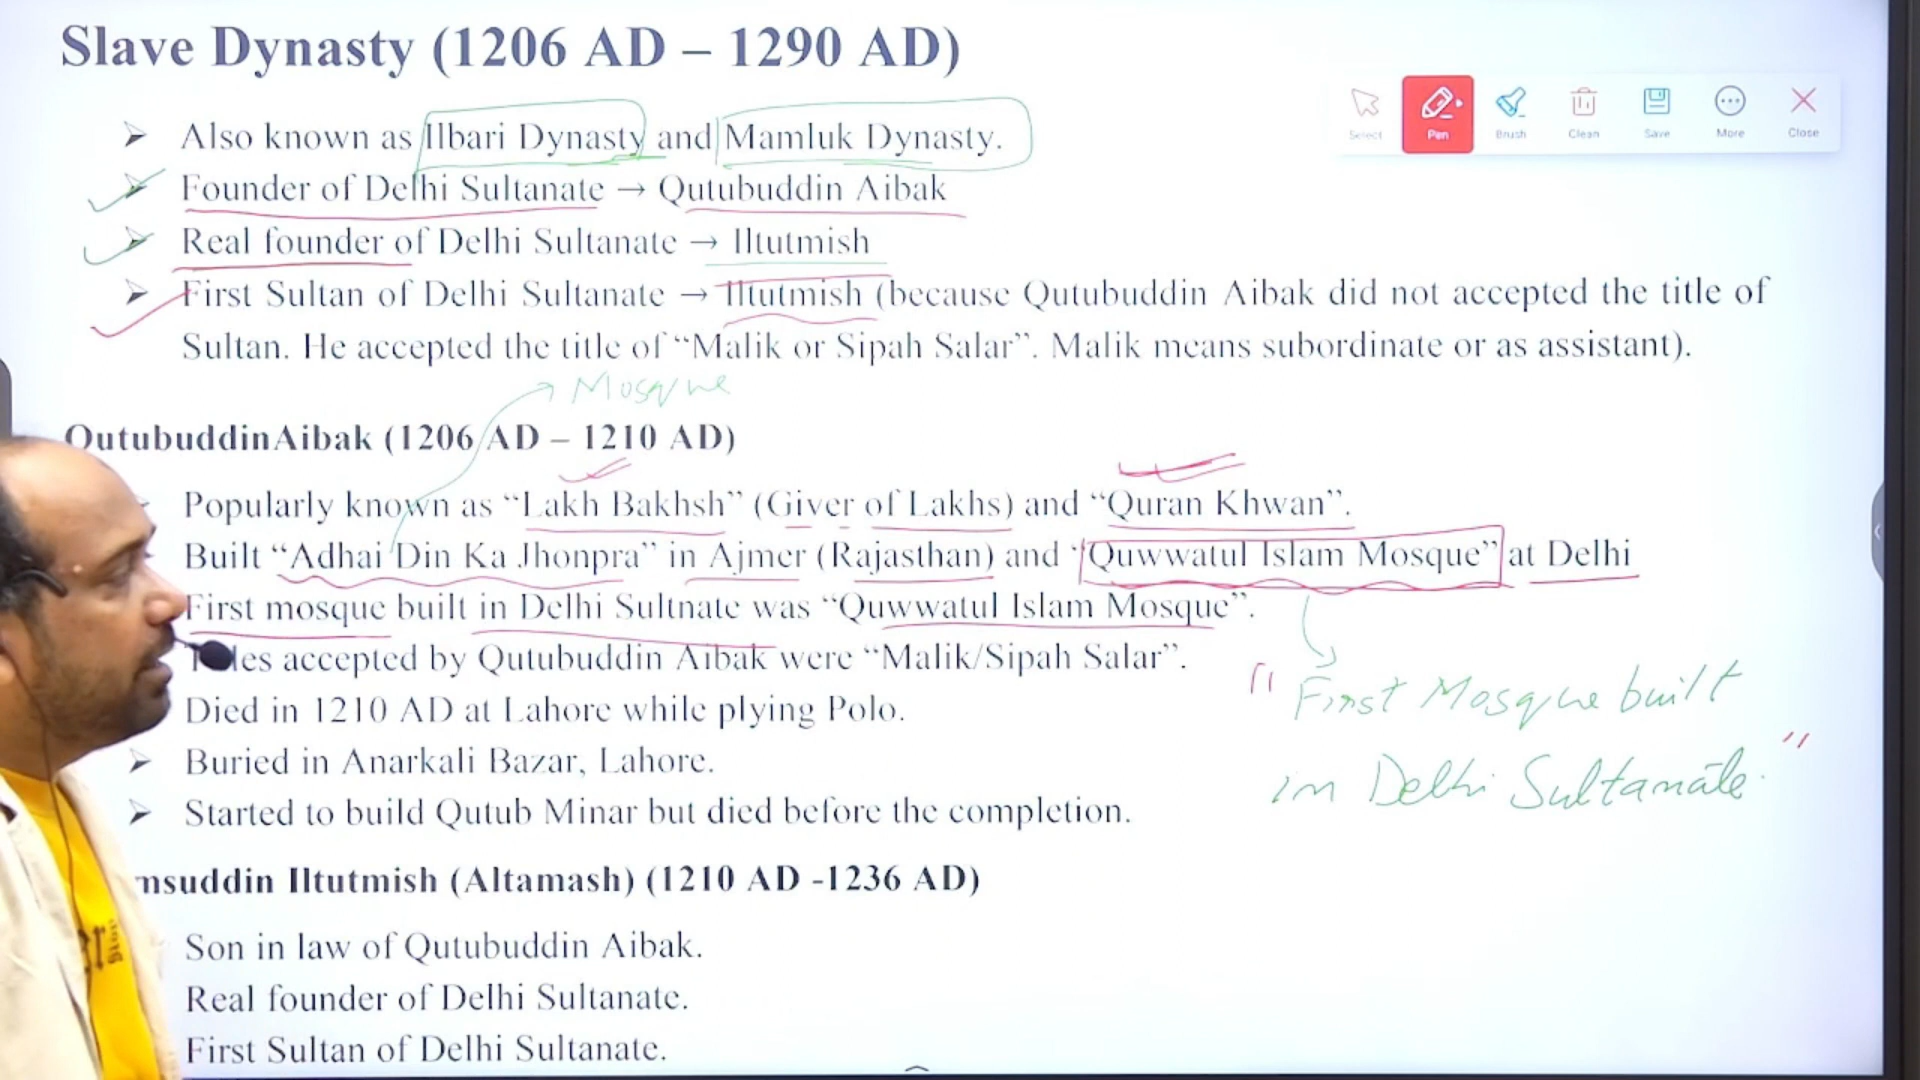 Slave Dynasty (1206 AD – 1290 AD)
Select Pen Brush Clean Save More Close
➤ Also known as Ilbari Dynasty and Mamluk Dynasty.
➤ Founder of Delhi Sultanate → Qutubuddin Aibak
➤ Real founder of Delhi Sultanate → Iltutmish
➤ First Sultan of Delhi Sultanate → Iltutmish (because Qutubuddin Aibak did not accepted the title of
Sultan. He accepted the title of “Malik or Sipah Salar”. Malik means subordinate or as assistant).
→ Mosque
QutubuddinAibak (1206 AD – 1210 AD)
Popularly known as “Lakh Bakhsh” (Giver of Lakhs) and “Quran Khwan”.
Built “Adhai Din Ka Jhonpra” in Ajmer (Rajasthan) and “Quwwatul Islam Mosque” at Delhi
First mosque built in Delhi Sultnate was “Quwwatul Islam Mosque”.
accepted by Qutubuddin Aibak were “Malik/Sipah Salar”.
"First Mosque built
in Delhi Sultanate."
Died in 1210 AD at Lahore while plying Polo.
➤ Buried in Anarkali Bazar, Lahore.
➤ Started to build Qutub Minar but died before the completion.
msuddin Iltutmish (Altamash) (1210 AD -1236 AD)
Son in law of Qutubuddin Aibak.
Real founder of Delhi Sultanate.
First Sultan of Delhi Sultanate.